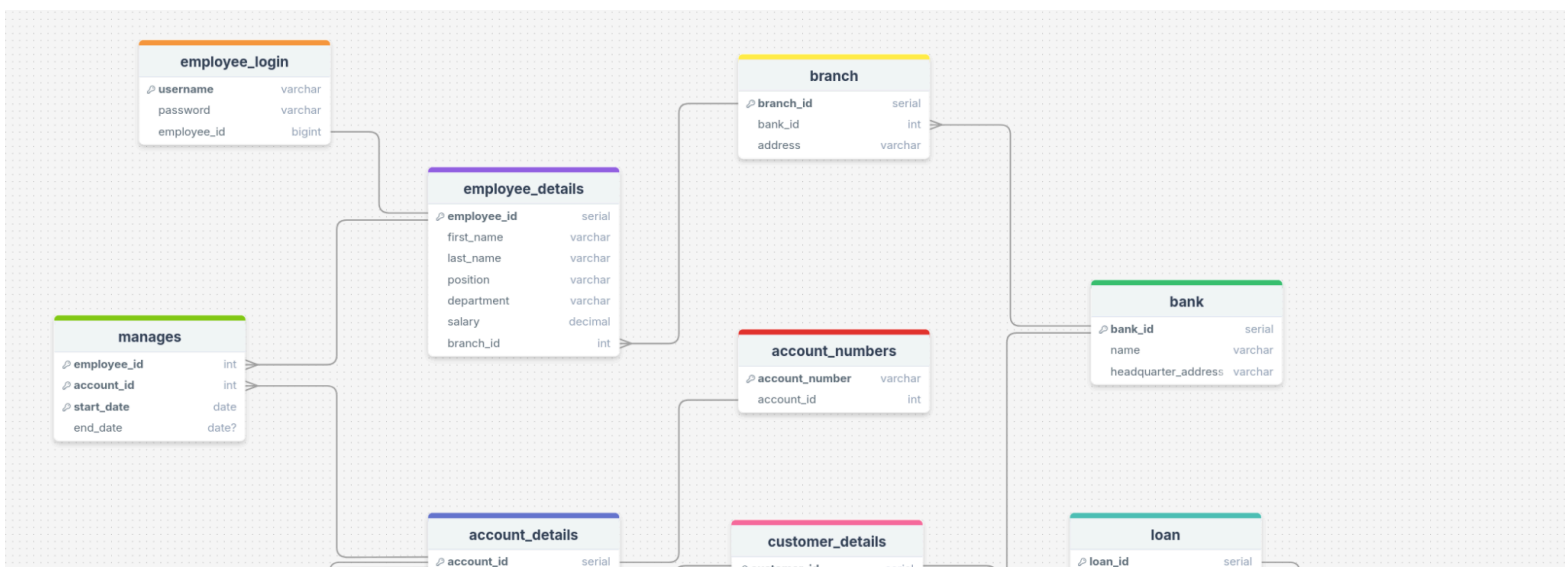 employee_login
username varchar
password varchar
employee_id bigint
branch
branch_id serial
bank_id int
address varchar
employee_details
employee_id serial
first_name varchar
last_name varchar
position varchar
department varchar
salary decimal
branch_id int
bank
bank_id serial
name varchar
headquarter_address varchar
manages
employee_id int
account_id int
start_date date
end_date date?
account_numbers
account_number varchar
account_id int
account_details
account_id serial
customer_details
loan
loan_id serial